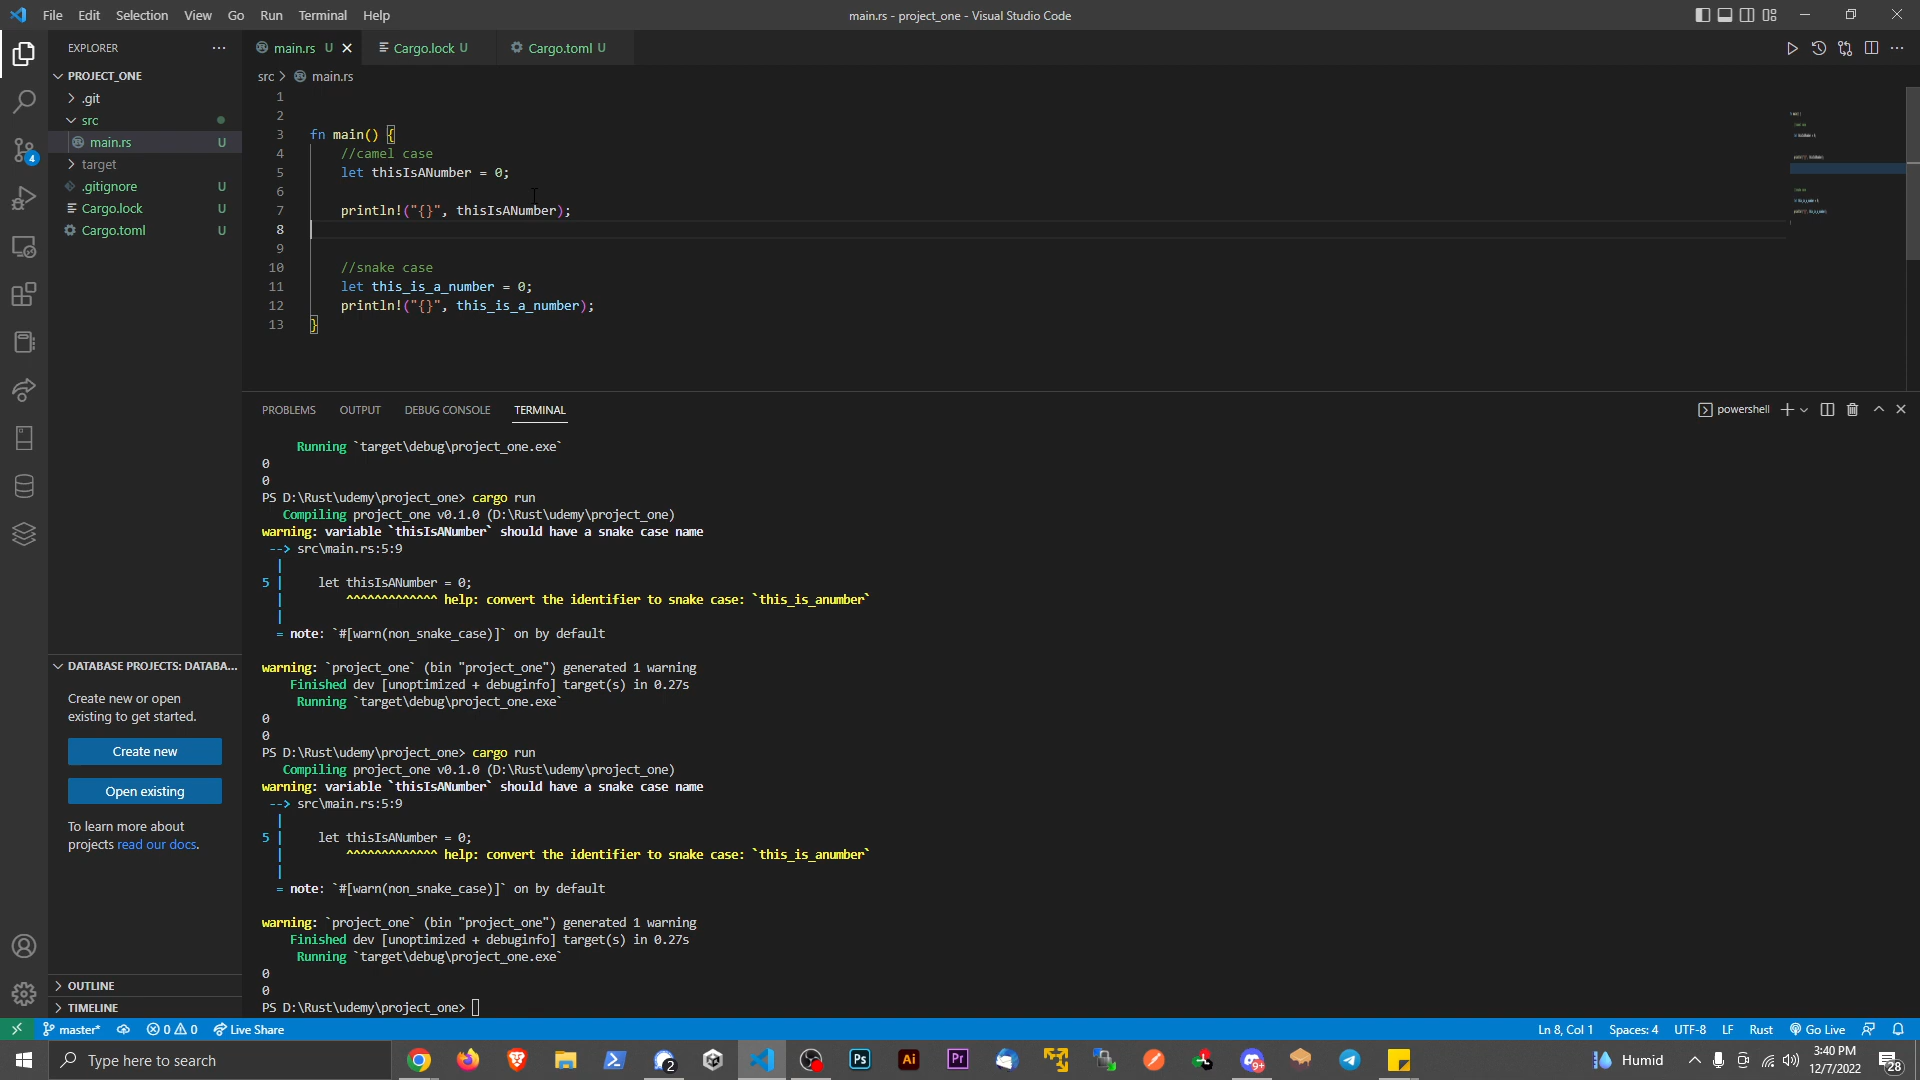 File Edit Selection View Go Run Terminal Help
main.rs - project_one - Visual Studio Code
EXPLORER
PROJECT_ONE
.git
src
main.rs U
target
.gitignore U
Cargo.lock U
Cargo.toml U
main.rs U Cargo.lock U Cargo.toml U
src > main.rs
1
2
3 fn main() {
4 //camel case
5 let thisIsANumber = 0;
6
7 println!("{}", thisIsANumber);
8
9
10 //snake case
11 let this_is_a_number = 0;
12 println!("{}", this_is_a_number);
13 }
PROBLEMS OUTPUT DEBUG CONSOLE TERMINAL
powershell
Running `target\debug\project_one.exe`
0
0
PS D:\Rust\udemy\project_one> cargo run
Compiling project_one v0.1.0 (D:\Rust\udemy\project_one)
warning: variable `thisIsANumber` should have a snake case name
--> src\main.rs:5:9
|
5 | let thisIsANumber = 0;
| ^^^^^^^^^^^^^ help: convert the identifier to snake case: `this_is_anumber`
|
= note: `#[warn(non_snake_case)]` on by default
warning: `project_one` (bin "project_one") generated 1 warning
Finished dev [unoptimized + debuginfo] target(s) in 0.27s
Running `target\debug\project_one.exe`
0
0
PS D:\Rust\udemy\project_one> cargo run
Compiling project_one v0.1.0 (D:\Rust\udemy\project_one)
warning: variable `thisIsANumber` should have a snake case name
--> src\main.rs:5:9
|
5 | let thisIsANumber = 0;
| ^^^^^^^^^^^^^ help: convert the identifier to snake case: `this_is_anumber`
|
= note: `#[warn(non_snake_case)]` on by default
warning: `project_one` (bin "project_one") generated 1 warning
Finished dev [unoptimized + debuginfo] target(s) in 0.27s
Running `target\debug\project_one.exe`
0
0
PS D:\Rust\udemy\project_one>
4
DATABASE PROJECTS: DATABA...
Create new or open
existing to get started.
Create new
Open existing
To learn more about
projects read our docs.
OUTLINE
TIMELINE
master* 0 0 Live Share
Ln 8, Col 1 Spaces: 4 UTF-8 LF Rust Go Live
Type here to search
2
Ps
Ai
Pr
9+
Humid
3:40 PM
12/7/2022
28